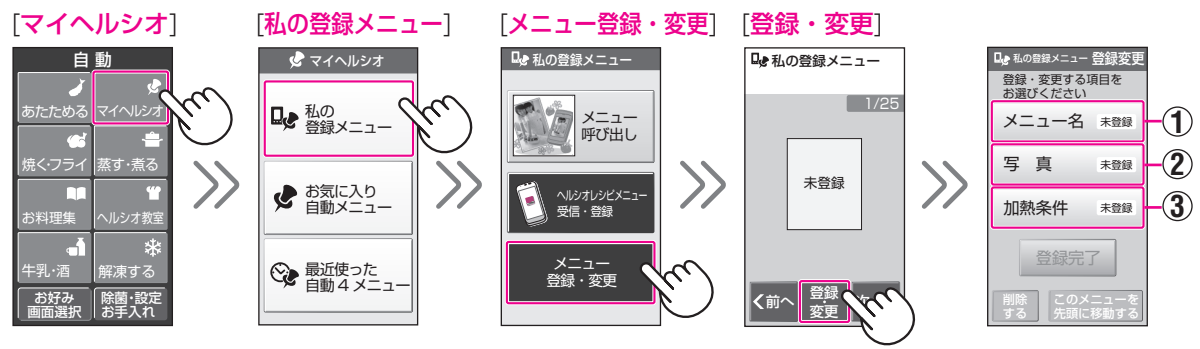 [マイヘルシオ]
自 動
あたためる
マイヘルシオ
焼く・フライ
蒸す・煮る
お料理集
ヘルシオ教室
牛乳・酒
解凍する
お好み
画面選択
除菌・設定
お手入れ
[私の登録メニュー]
マイヘルシオ
私の
登録メニュー
お気に入り
自動メニュー
最近使った
自動4メニュー
[メニュー登録・変更]
私の登録メニュー
メニュー
呼び出し
ヘルシオレシピメニュー
受信・登録
メニュー
登録・変更
[登録・変更]
私の登録メニュー
1/25
未登録
前へ
登録
・
変更
私の登録メニュー 登録変更
登録・変更する項目を
お選びください
メニュー名 未登録 ①
写 真 未登録 ②
加熱条件 未登録 ③
登録完了
削除
する
このメニューを
先頭に移動する